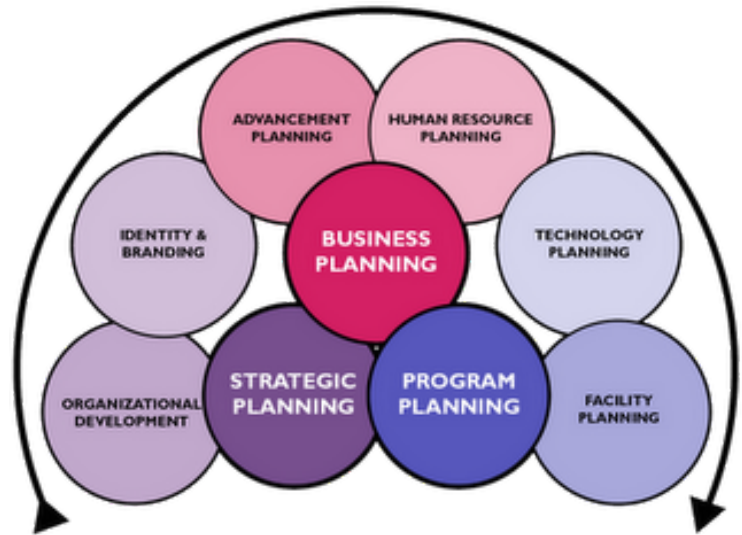 ADVANCEMENT
PLANNING
HUMAN RESOURCE
PLANNING
IDENTITY &
BRANDING
BUSINESS
PLANNING
TECHNOLOGY
PLANNING
ORGANIZATIONAL
DEVELOPMENT
STRATEGIC
PLANNING
PROGRAM
PLANNING
FACILITY
PLANNING